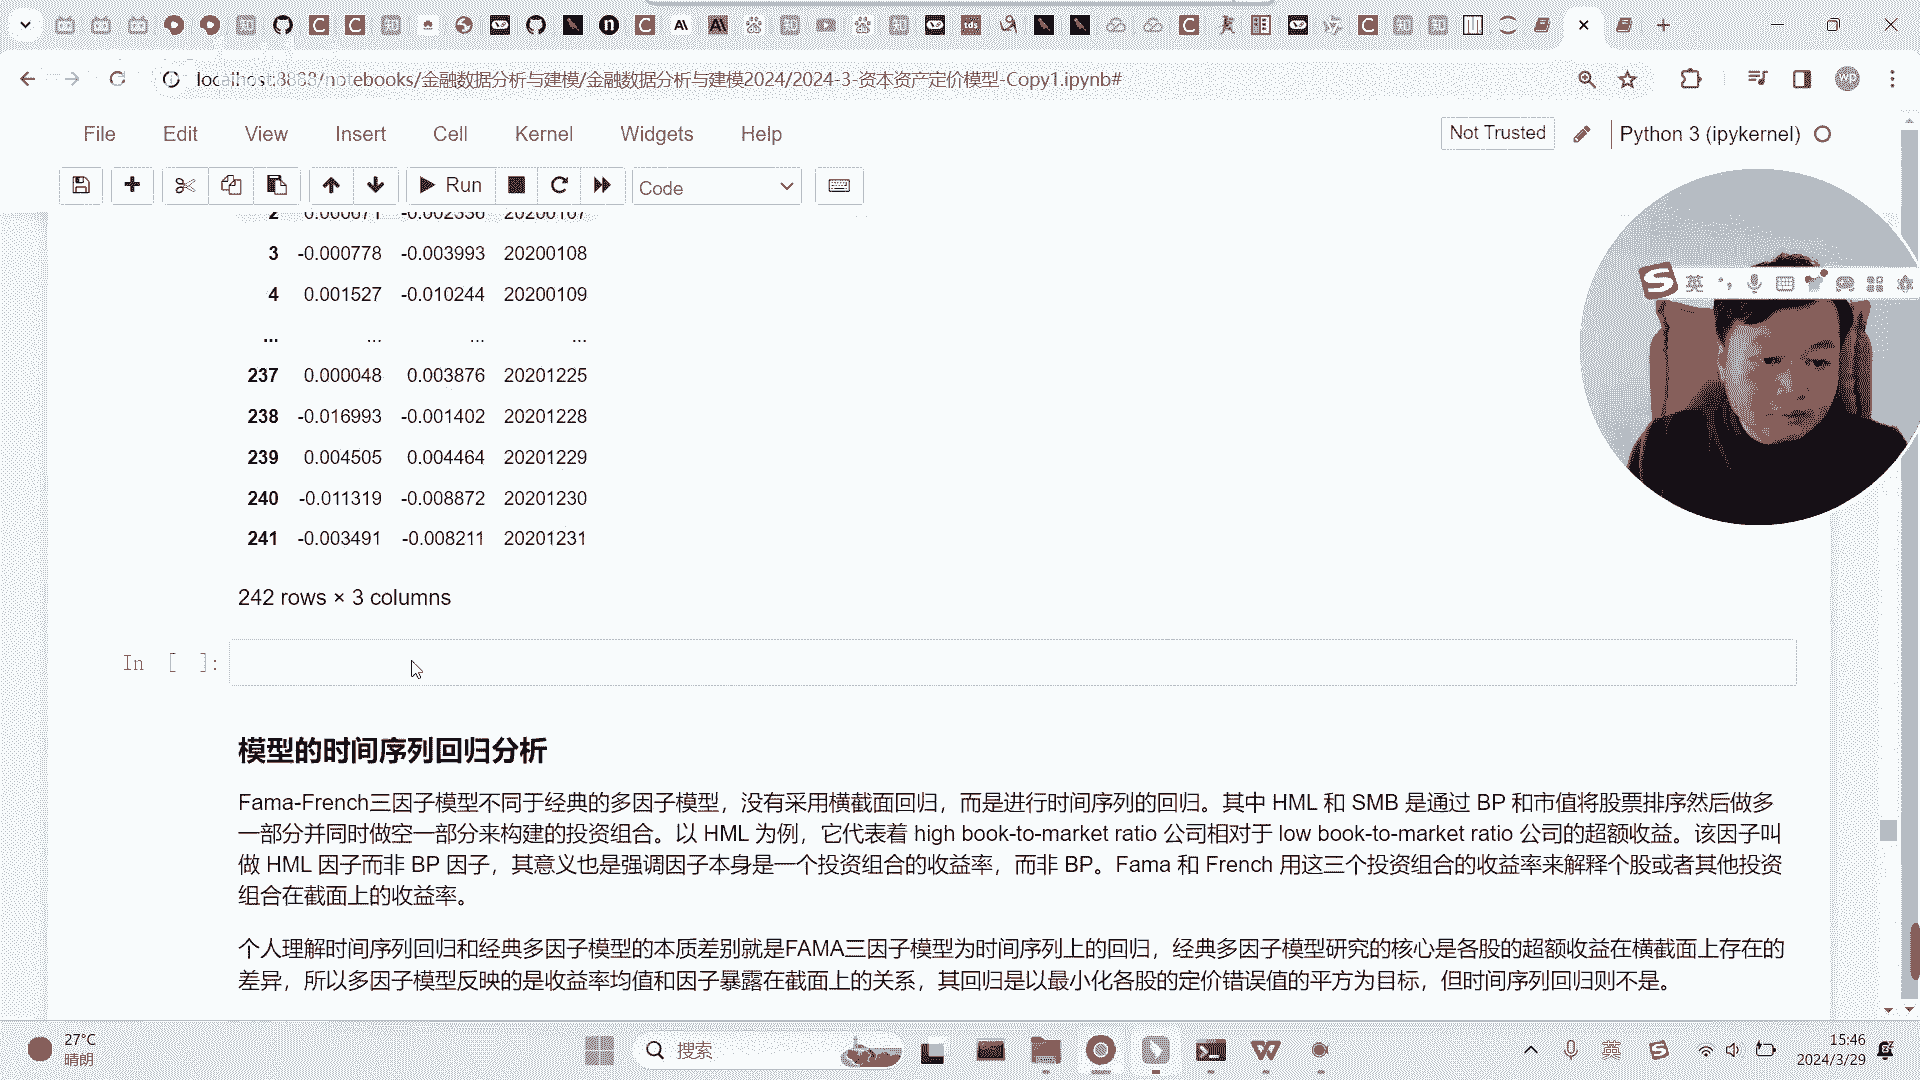 localhost:8888/notebooks/金融数据分析与建模/金融数据分析与建模2024/2024-3-资本资产定价模型-Copy1.ipynb#
wp
File Edit View Insert Cell Kernel Widgets Help
Not Trusted
Python 3 (ipykernel)
Run
Code
英
2 0.000071 -0.002336 20200107
3 -0.000778 -0.003993 20200108
4 0.001527 -0.010244 20200109
... ... ... ...
237 0.000048 0.003876 20201225
238 -0.016993 -0.001402 20201228
239 0.004505 0.004464 20201229
240 -0.011319 -0.008872 20201230
241 -0.003491 -0.008211 20201231
242 rows × 3 columns
In [ ]:
模型的时间序列回归分析
Fama-French三因子模型不同于经典的多因子模型，没有采用横截面回归，而是进行时间序列的回归。其中 HML 和 SMB 是通过 BP 和市值将股票排序然后做多
一部分并同时做空一部分来构建的投资组合。以 HML 为例，它代表着 high book-to-market ratio 公司相对于 low book-to-market ratio 公司的超额收益。该因子叫
做 HML 因子而非 BP 因子，其意义也是强调因子本身是一个投资组合的收益率，而非 BP。Fama 和 French 用这三个投资组合的收益率来解释个股或者其他投资
组合在截面上的收益率。
个人理解时间序列回归和经典多因子模型的本质差别就是FAMA三因子模型为时间序列上的回归，经典多因子模型研究的核心是各股的超额收益在横截面上存在的
差异，所以多因子模型反映的是收益率均值和因子暴露在截面上的关系，其回归是以最小化各股的定价错误值的平方为目标，但时间序列回归则不是。
27°C
晴朗
搜索
英
15:46
2024/3/29